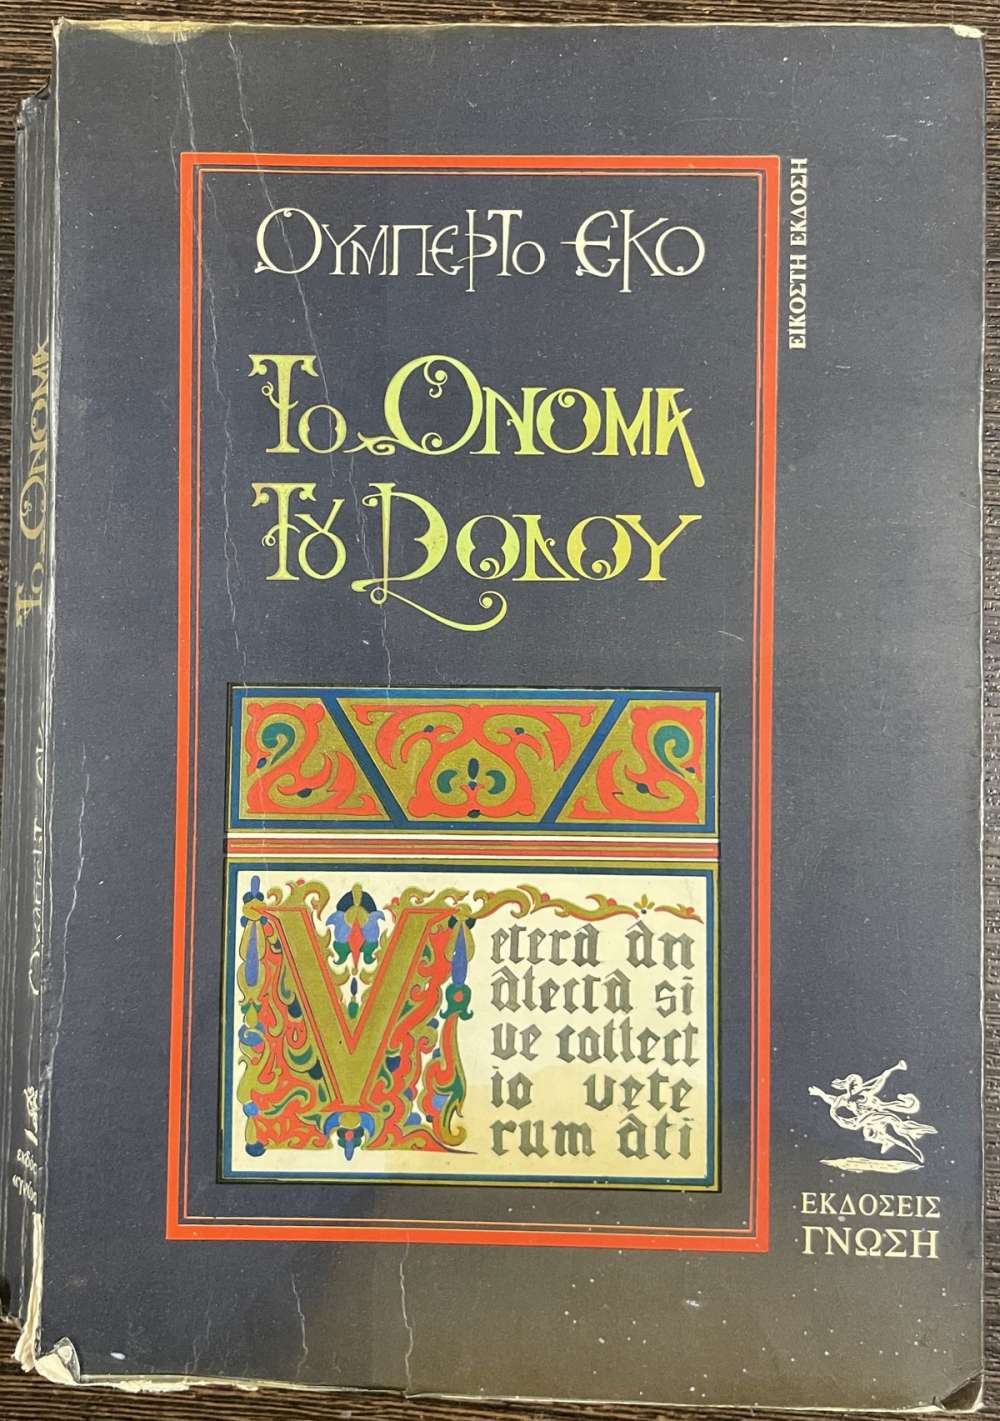 ΟΥΜΠΕΡΤΟ ΕΚΟ
ΤΟ ΟΝΟΜΑ
ΤΟΥ ΡΟΔΟΥ
ΕΙΚΟΣΤΗ ΕΚΔΟΣΗ
Vetera an
alecta si
ve collect
io vete
rum ati
ΕΚΔΟΣΕΙΣ
ΓΝΩΣΗ
ΤΟ ΟΝΟΜΑ